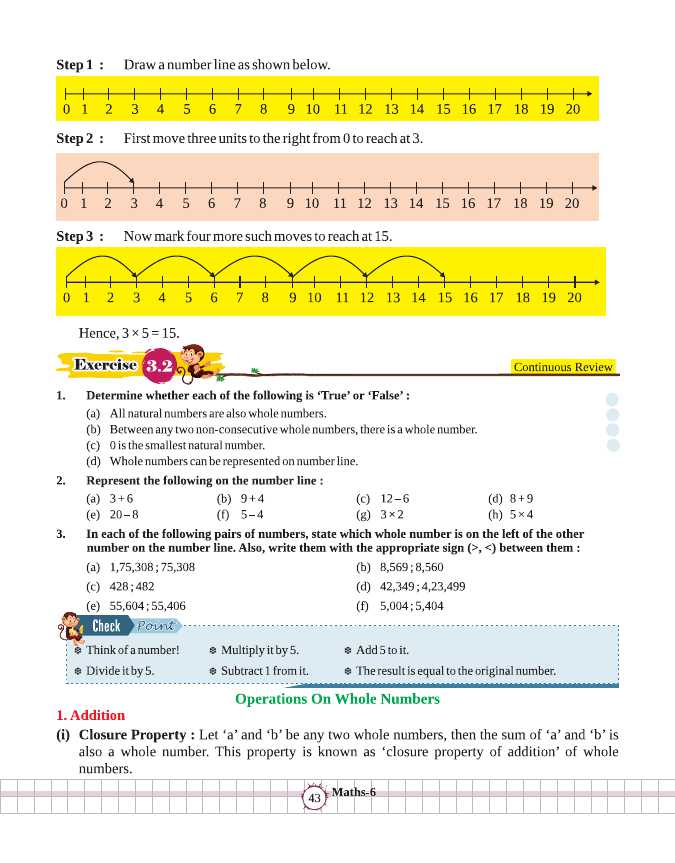 Step 1 : Draw a number line as shown below.
0 1 2 3 4 5 6 7 8 9 10 11 12 13 14 15 16 17 18 19 20
Step 2 : First move three units to the right from 0 to reach at 3.
0 1 2 3 4 5 6 7 8 9 10 11 12 13 14 15 16 17 18 19 20
Step 3 : Now mark four more such moves to reach at 15.
0 1 2 3 4 5 6 7 8 9 10 11 12 13 14 15 16 17 18 19 20
Hence, 3 × 5 = 15.
Exercise 3.2
Continuous Review
1. Determine whether each of the following is ‘True’ or ‘False’ :
(a) All natural numbers are also whole numbers.
(b) Between any two non-consecutive whole numbers, there is a whole number.
(c) 0 is the smallest natural number.
(d) Whole numbers can be represented on number line.
2. Represent the following on the number line :
(a) 3 + 6 (b) 9 + 4 (c) 12 – 6 (d) 8 + 9
(e) 20 – 8 (f) 5 – 4 (g) 3 × 2 (h) 5 × 4
3. In each of the following pairs of numbers, state which whole number is on the left of the other
number on the number line. Also, write them with the appropriate sign (>, <) between them :
(a) 1,75,308 ; 75,308 (b) 8,569 ; 8,560
(c) 428 ; 482 (d) 42,349 ; 4,23,499
(e) 55,604 ; 55,406 (f) 5,004 ; 5,404
Check Point
❆ Think of a number! ❆ Multiply it by 5. ❆ Add 5 to it.
❆ Divide it by 5. ❆ Subtract 1 from it. ❆ The result is equal to the original number.
Operations On Whole Numbers
1. Addition
(i) Closure Property : Let ‘a’ and ‘b’ be any two whole numbers, then the sum of ‘a’ and ‘b’ is
also a whole number. This property is known as ‘closure property of addition’ of whole
numbers.
43 Maths-6